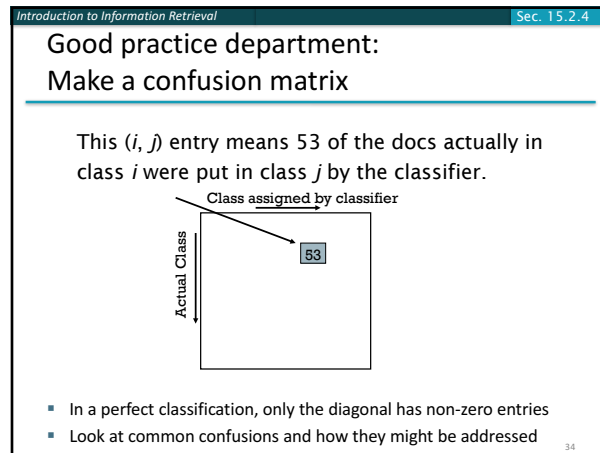 Introduction to Information Retrieval
Sec. 15.2.4
Good practice department:
Make a confusion matrix
This (i, j) entry means 53 of the docs actually in
class i were put in class j by the classifier.
Class assigned by classifier
Actual Class
53
In a perfect classification, only the diagonal has non-zero entries
Look at common confusions and how they might be addressed
34